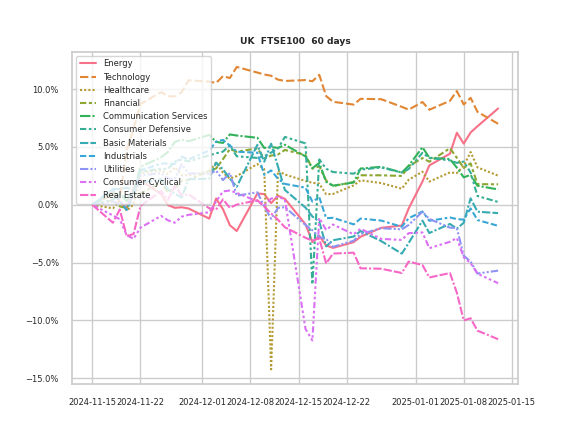 UK  FTSE100  60 days
10.0%
5.0%
0.0%
−5.0%
−10.0%
−15.0%
Energy
Technology
Healthcare
Financial
Communication Services
Consumer Defensive
Basic Materials
Industrials
Utilities
Consumer Cyclical
Real Estate
2024-11-15 2024-11-22 2024-12-01 2024-12-08 2024-12-15 2024-12-22 2025-01-01 2025-01-08 2025-01-15